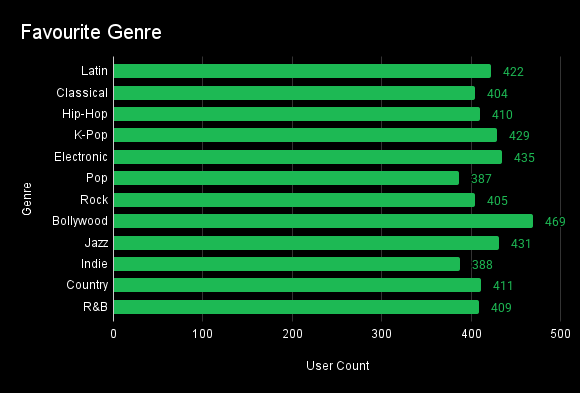 Favourite Genre
Genre
Latin 422
Classical 404
Hip-Hop 410
K-Pop 429
Electronic 435
Pop 387
Rock 405
Bollywood 469
Jazz 431
Indie 388
Country 411
R&B 409
0 100 200 300 400 500
User Count